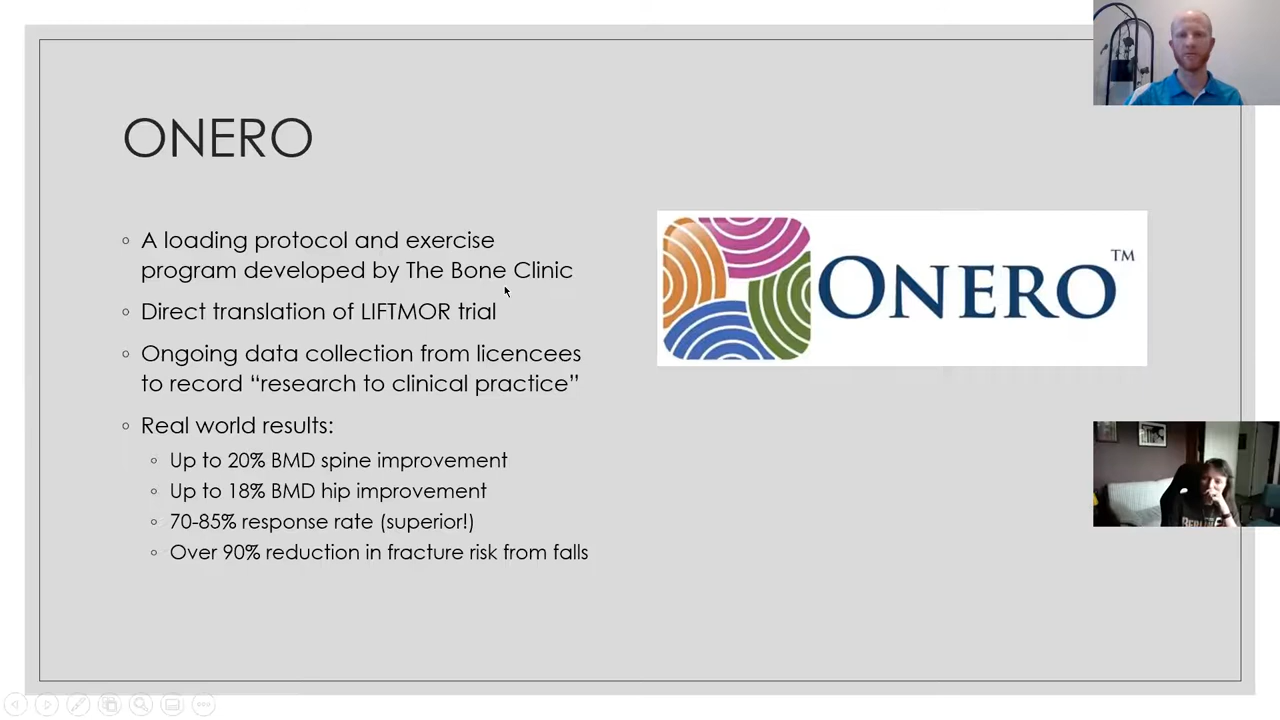 ONERO
A loading protocol and exercise
program developed by The Bone Clinic
Direct translation of LIFTMOR trial
Ongoing data collection from licencees
to record “research to clinical practice”
Real world results:
Up to 20% BMD spine improvement
Up to 18% BMD hip improvement
70-85% response rate (superior!)
Over 90% reduction in fracture risk from falls
ONERO™